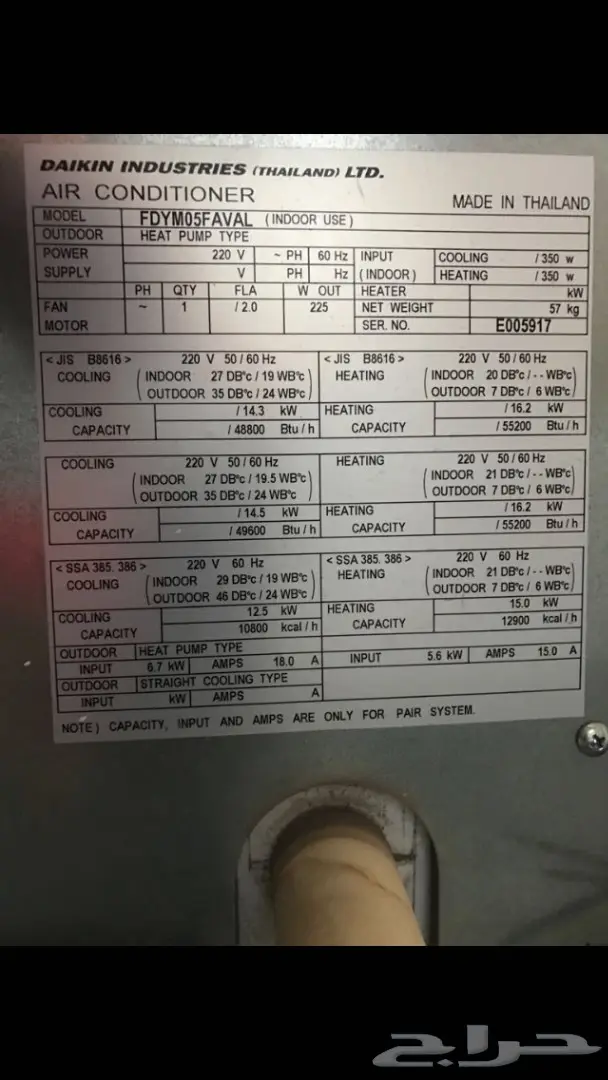 DAIKIN INDUSTRIES (THAILAND) LTD.
AIR CONDITIONER MADE IN THAILAND
MODEL FDYM05FAVAL (INDOOR USE)
OUTDOOR HEAT PUMP TYPE
POWER 220 V ~ PH 60 Hz INPUT COOLING / 350 w
SUPPLY V PH Hz (INDOOR) HEATING / 350 w
PH QTY FLA W OUT HEATER kW
FAN ~ 1 / 2.0 225 NET WEIGHT 57 kg
MOTOR SER. NO. E005917
< JIS B8616 > 220 V 50 / 60 Hz < JIS B8616 > 220 V 50 / 60 Hz
COOLING ( INDOOR 27 DB°c / 19 WB°c ) HEATING ( INDOOR 20 DB°c / - - WB°c )
( OUTDOOR 35 DB°c / 24 WB°c ) ( OUTDOOR 7 DB°c / 6 WB°c )
COOLING / 14.3 kW HEATING / 16.2 kW
CAPACITY / 48800 Btu / h CAPACITY / 55200 Btu / h
COOLING 220 V 50 / 60 Hz HEATING 220 V 50 / 60 Hz
( INDOOR 27 DB°c / 19.5 WB°c ) ( INDOOR 21 DB°c / - - WB°c )
( OUTDOOR 35 DB°c / 24 WB°c ) ( OUTDOOR 7 DB°c / 6 WB°c )
COOLING / 14.5 kW HEATING / 16.2 kW
CAPACITY / 49600 Btu / h CAPACITY / 55200 Btu / h
< SSA 385. 386 > 220 V 60 Hz < SSA 385. 386 > 220 V 60 Hz
COOLING ( INDOOR 29 DB°c / 19 WB°c ) HEATING ( INDOOR 21 DB°c / - - WB°c )
( OUTDOOR 46 DB°c / 24 WB°c ) ( OUTDOOR 7 DB°c / 6 WB°c )
COOLING 12.5 kW HEATING 15.0 kW
CAPACITY 10800 kcal / h CAPACITY 12900 kcal / h
OUTDOOR HEAT PUMP TYPE
INPUT 6.7 kW AMPS 18.0 A INPUT 5.6 kW AMPS 15.0 A
OUTDOOR STRAIGHT COOLING TYPE
INPUT kW AMPS A
NOTE ) CAPACITY, INPUT AND AMPS ARE ONLY FOR PAIR SYSTEM.
حراج